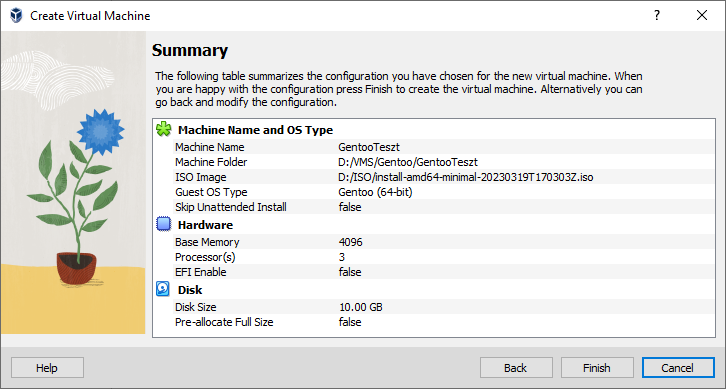 Create Virtual Machine
Summary
The following table summarizes the configuration you have chosen for the new virtual machine. When
you are happy with the configuration press Finish to create the virtual machine. Alternatively you can
go back and modify the configuration.
Machine Name and OS Type
Machine Name GentooTeszt
Machine Folder D:/VMS/Gentoo/GentooTeszt
ISO Image D:/ISO/install-amd64-minimal-20230319T170303Z.iso
Guest OS Type Gentoo (64-bit)
Skip Unattended Install false
Hardware
Base Memory 4096
Processor(s) 3
EFI Enable false
Disk
Disk Size 10.00 GB
Pre-allocate Full Size false
Help Back Finish Cancel